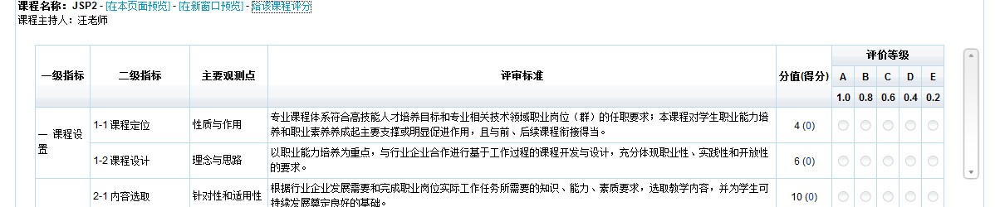 课程名称：JSP2 - [在本页面预览] - [在新窗口预览] - [给该课程评分]
课程主持人：汪老师
一级指标 二级指标 主要观测点 评审标准 分值(得分) 评价等级
A B C D E
1.0 0.8 0.6 0.4 0.2
一 课程设置
1-1 课程定位 性质与作用
专业课程体系符合高技能人才培养目标和专业相关技术领域职业岗位（群）的任职要求；本课程对学生职业能力培
养和职业素养养成起主要支撑或明显促进作用，且与前、后续课程衔接得当。
4 (0)
1-2 课程设计 理念与思路
以职业能力培养为重点，与行业企业合作进行基于工作过程的课程开发与设计，充分体现职业性、实践性和开放性
的要求。
6 (0)
2-1 内容选取 针对性和适用性
根据行业企业发展需要和完成职业岗位实际工作任务所需要的知识、能力、素质要求，选取教学内容，并为学生可
持续发展奠定良好的基础。
10 (0)